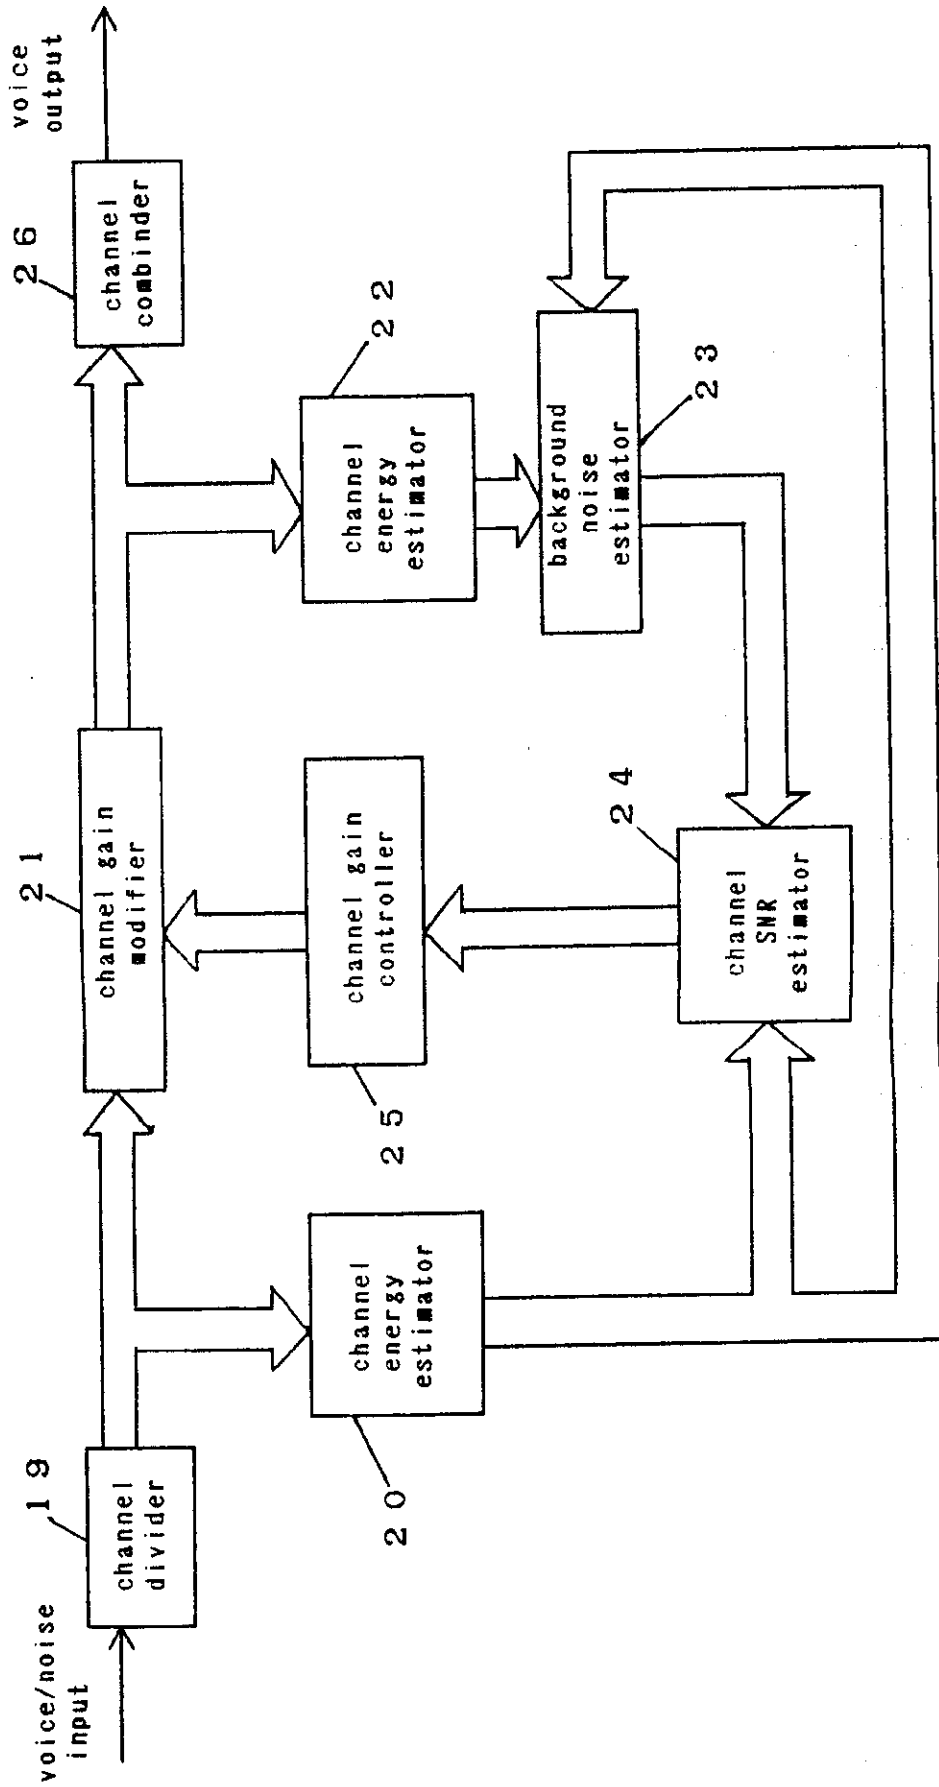 voice/noise
input
19
channel
divider
20
channel
energy
estimator
21
channel gain
modifier
25
channel gain
controller
24
channel
SNR
estimator
22
channel
energy
estimator
23
background
noise
estimator
26
channel
combinder
voice
output